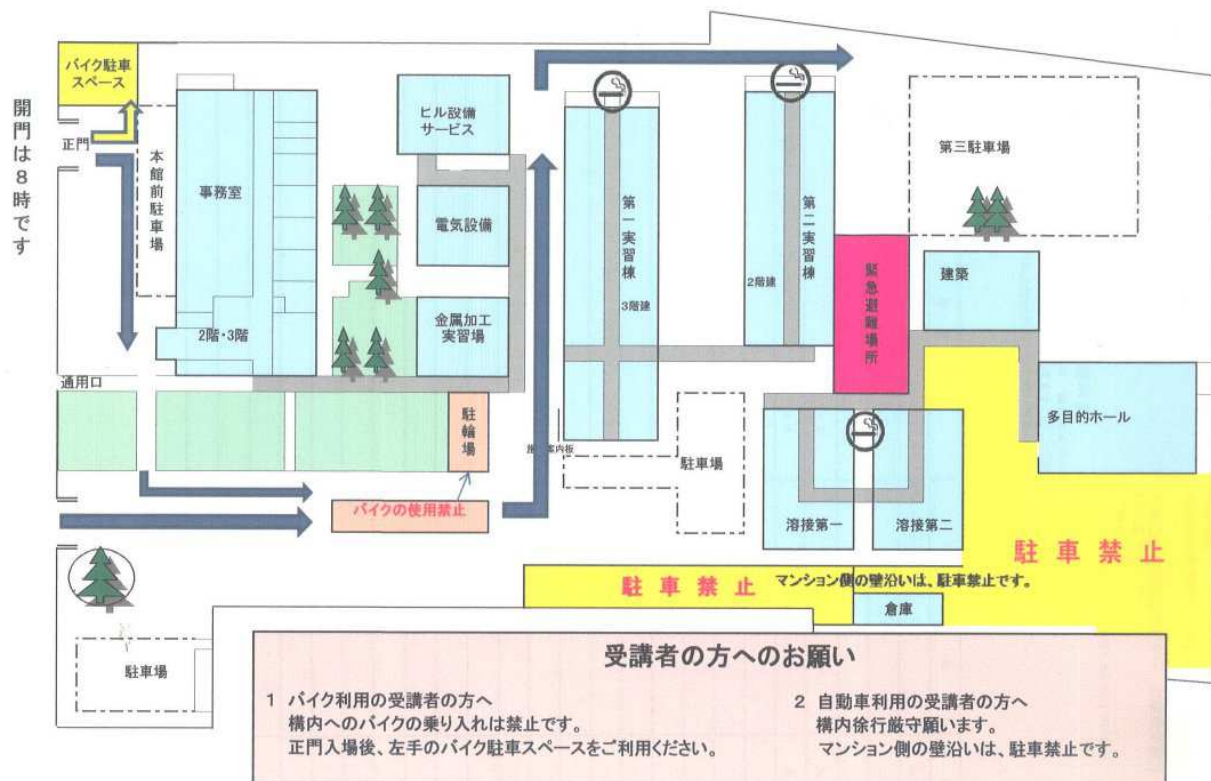 バイク駐車
スペース
開門は8時です
正門
本館前駐車場
事務室
2階・3階
ヒル設備
サービス
電気設備
金属加工
実習場
第一実習棟
3階建
第二実習棟
2階建
第三駐車場
緊急避難場所
建築
多目的ホール
通用口
駐輪場
案内板
駐車場
バイクの使用禁止
溶接第一
溶接第二
駐車禁止
駐車禁止
マンション側の壁沿いは、駐車禁止です。
倉庫
駐車場
受講者の方へのお願い
1 バイク利用の受講者の方へ
構内へのバイクの乗り入れは禁止です。
正門入場後、左手のバイク駐車スペースをご利用ください。
2 自動車利用の受講者の方へ
構内徐行厳守願います。
マンション側の壁沿いは、駐車禁止です。